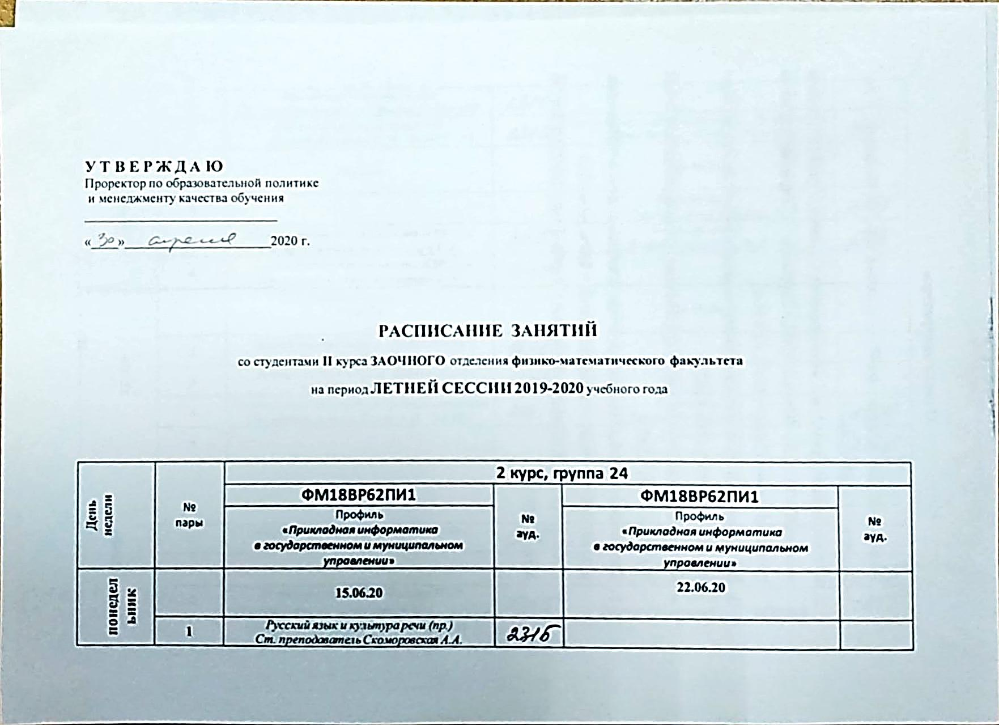 У Т В Е Р Ж Д А Ю
Проректор по образовательной политике
и менеджменту качества обучения
«30» апреля 2020 г.
РАСПИСАНИЕ ЗАНЯТИЙ
со студентами II курса ЗАОЧНОГО отделения физико-математического факультета
на период ЛЕТНЕЙ СЕССИИ 2019-2020 учебного года
День
недели
№
пары
2 курс, группа 24
ФМ18ВР62ПИ1
Профиль
«Прикладная информатика
в государственном и муниципальном
управлении»
№
ауд.
ФМ18ВР62ПИ1
Профиль
«Прикладная информатика
в государственном и муниципальном
управлении»
№
ауд.
понедел
ьник
15.06.20
22.06.20
1
Русский язык и культура речи (пр.)
Ст. преподаватель Скоморовская А.А.
231б